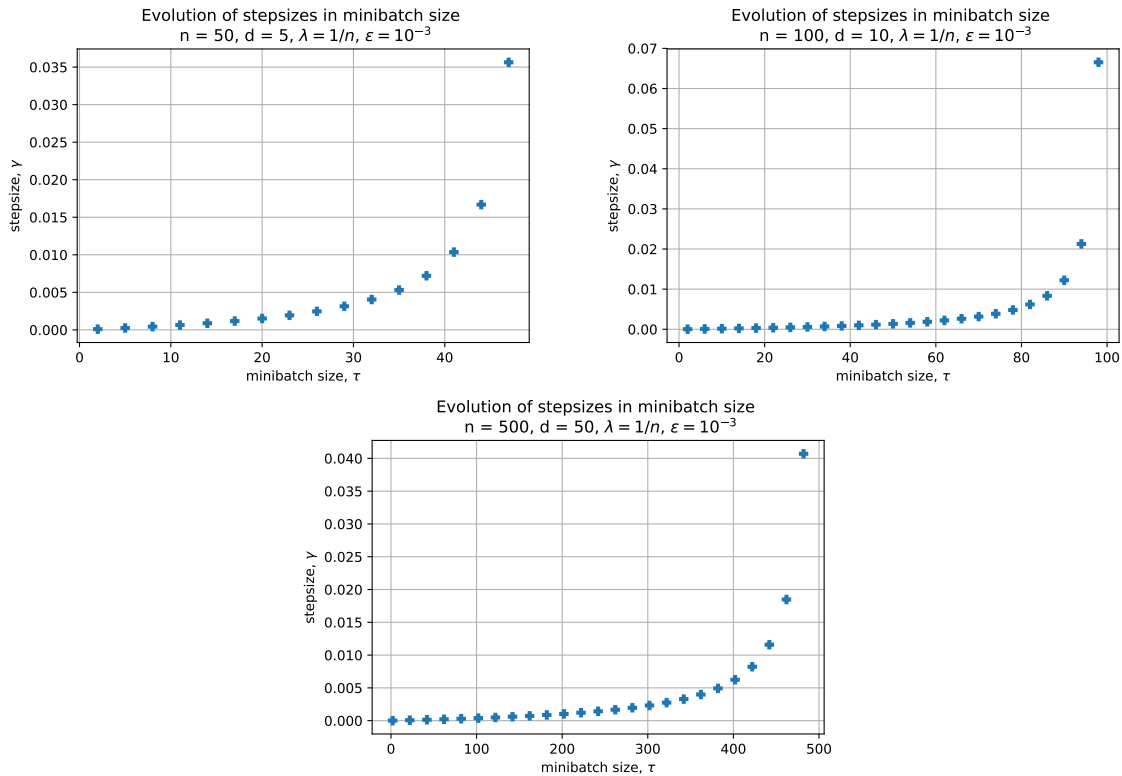 Evolution of stepsizes in minibatch size
n = 50, d = 5, λ = 1/n, ε = 10⁻³
0.035
0.030
0.025
0.020
0.015
0.010
0.005
0.000
stepsize, γ
0 10 20 30 40
minibatch size, τ
Evolution of stepsizes in minibatch size
n = 100, d = 10, λ = 1/n, ε = 10⁻³
0.07
0.06
0.05
0.04
0.03
0.02
0.01
0.00
stepsize, γ
0 20 40 60 80 100
minibatch size, τ
Evolution of stepsizes in minibatch size
n = 500, d = 50, λ = 1/n, ε = 10⁻³
0.040
0.035
0.030
0.025
0.020
0.015
0.010
0.005
0.000
stepsize, γ
0 100 200 300 400 500
minibatch size, τ